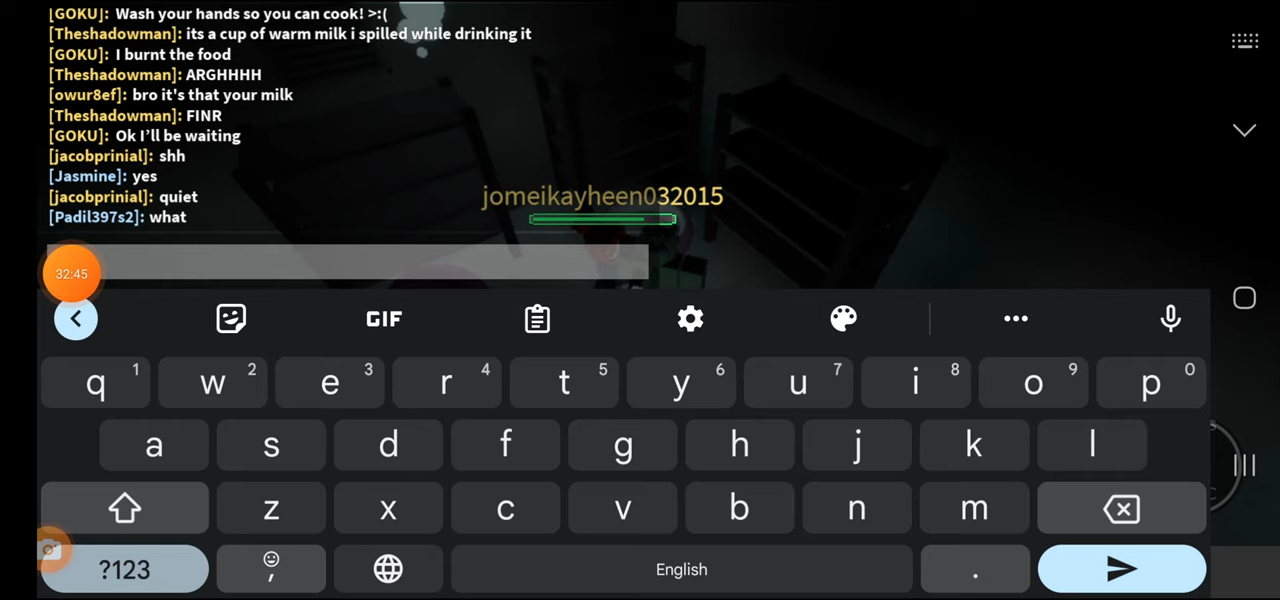 [GOKU]: Wash your hands so you can cook! >:(
[Theshadowman]: its a cup of warm milk i spilled while drinking it
[GOKU]: I burnt the food
[Theshadowman]: ARGHHHH
[owur8ef]: bro it's that your milk
[Theshadowman]: FINR
[GOKU]: Ok I’ll be waiting
[jacobprinial]: shh
[Jasmine]: yes
[jacobprinial]: quiet
[Padil397s2]: what
jomeikayheen032015
32:45
GIF
q 1 w 2 e 3 r 4 t 5 y 6 u 7 i 8 o 9 p 0
a s d f g h j k l
z x c v b n m
?123 , English .